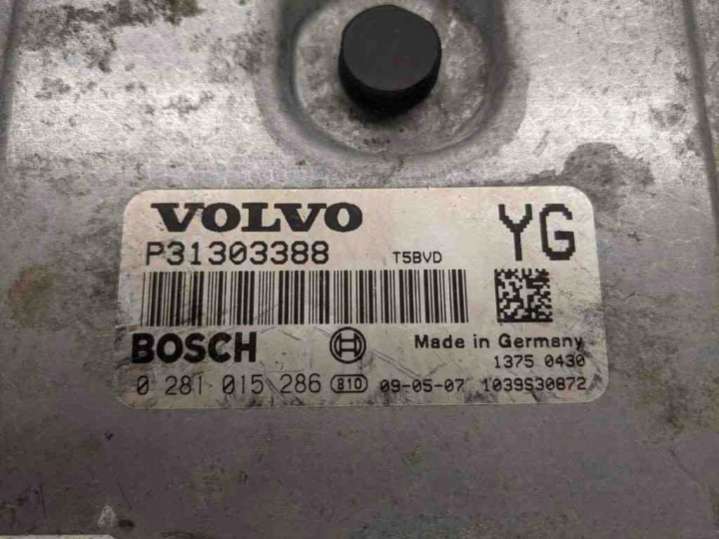 VOLVO YG
P31303388 T5BVD
BOSCH Made in Germany
1375 0430
0 281 015 286 810 09-05-07 1039S30872